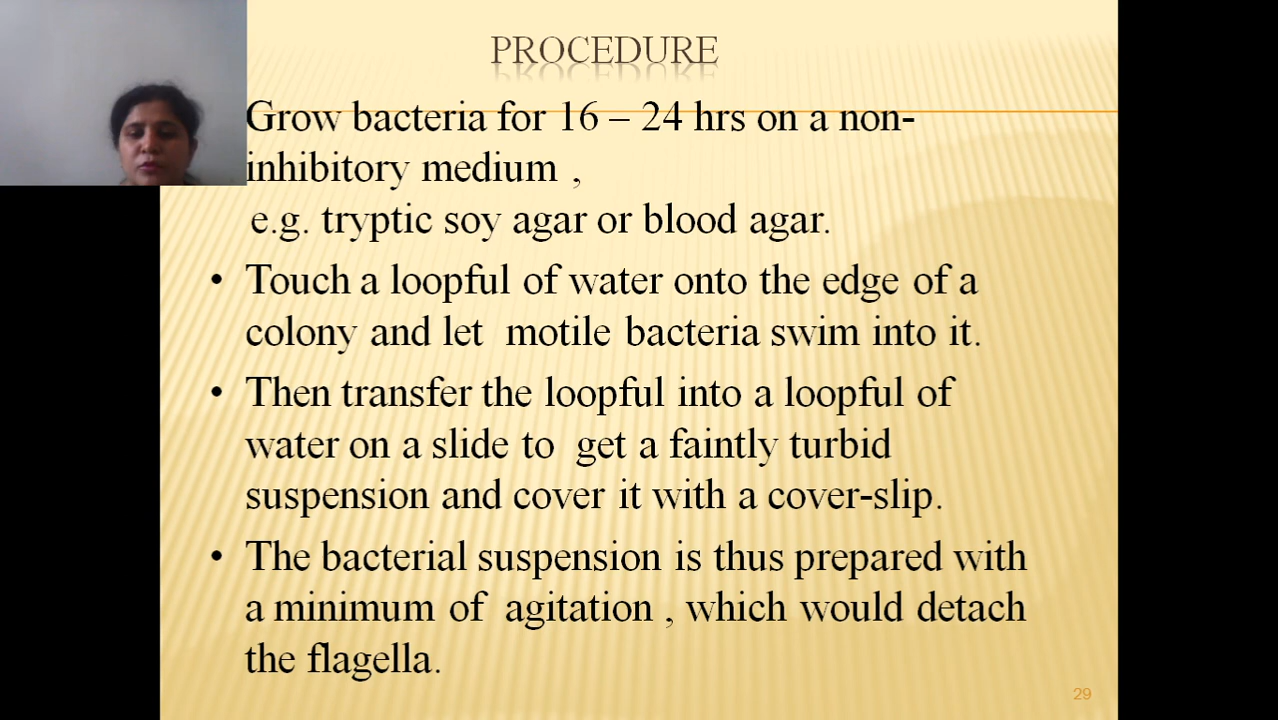 PROCEDURE
Grow bacteria for 16 – 24 hrs on a non-
inhibitory medium ,
e.g. tryptic soy agar or blood agar.
• Touch a loopful of water onto the edge of a
colony and let motile bacteria swim into it.
• Then transfer the loopful into a loopful of
water on a slide to get a faintly turbid
suspension and cover it with a cover-slip.
• The bacterial suspension is thus prepared with
a minimum of agitation , which would detach
the flagella.
29